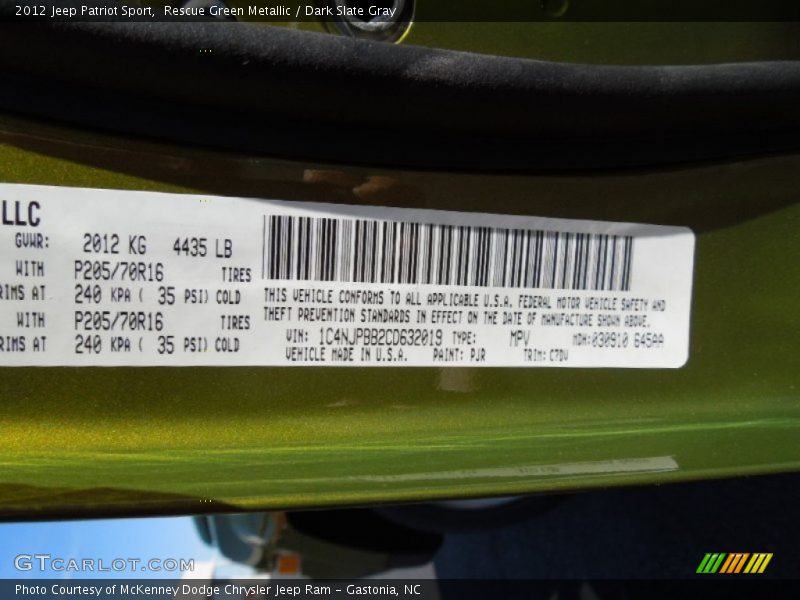 2012 Jeep Patriot Sport,  Rescue Green Metallic / Dark Slate Gray
LLC
GVWR: 2012 KG 4435 LB
WITH P205/70R16 TIRES
RIMS AT 240 KPA ( 35 PSI) COLD
WITH P205/70R16 TIRES
RIMS AT 240 KPA ( 35 PSI) COLD
THIS VEHICLE CONFORMS TO ALL APPLICABLE U.S.A. FEDERAL MOTOR VEHICLE SAFETY AND
THEFT PREVENTION STANDARDS IN EFFECT ON THE DATE OF MANUFACTURE SHOWN ABOVE.
VIN: 1C4NJPBB2CD632019 TYPE: MPV MDH:030910 645AA
VEHICLE MADE IN U.S.A. PAINT: PJR TRIM: C7DV
GTCARLOT.COM
Photo Courtesy of McKenney Dodge Chrysler Jeep Ram – Gastonia, NC